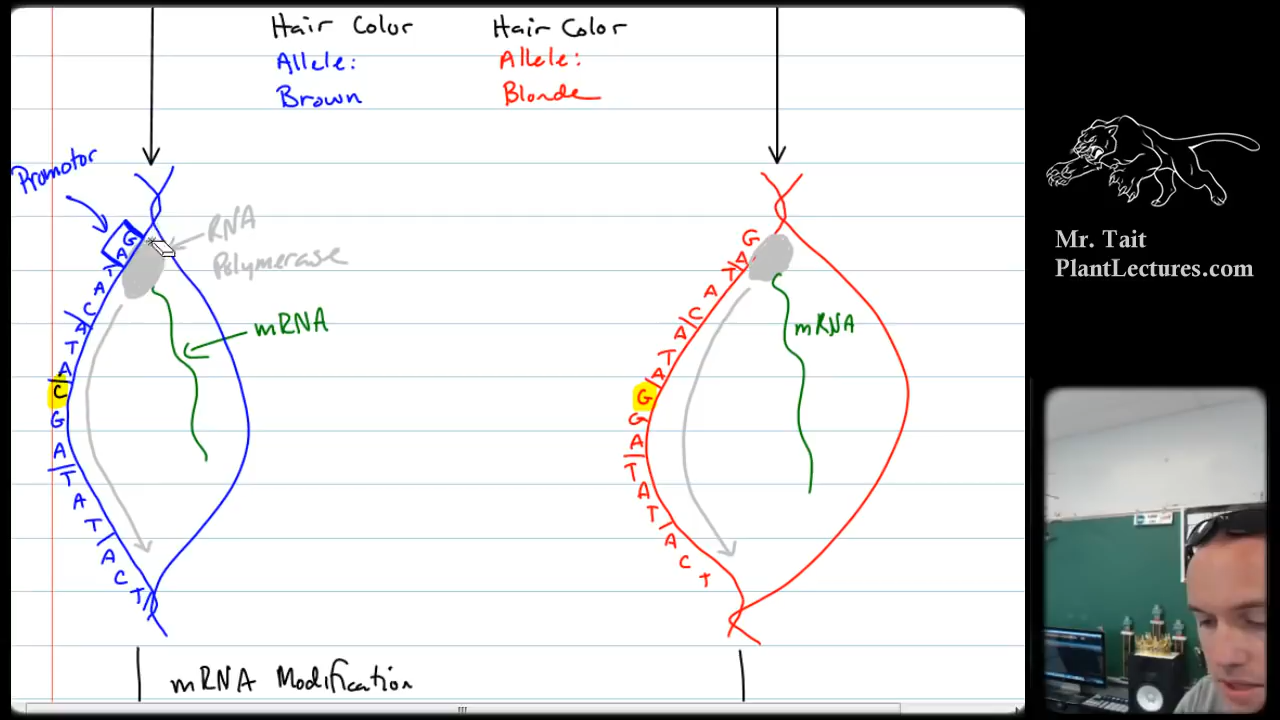 Hair Color
Allele:
Brown
Hair Color
Allele:
Blonde
Promotor
RNA
Polymerase
mRNA
G
A
T
A
C
A
T
A
C
G
A
T
A
T
A
C
T
mRNA
G
A
T
A
C
A
T
A
G
G
A
T
A
T
A
C
T
mRNA Modification
Mr. Tait
PlantLectures.com